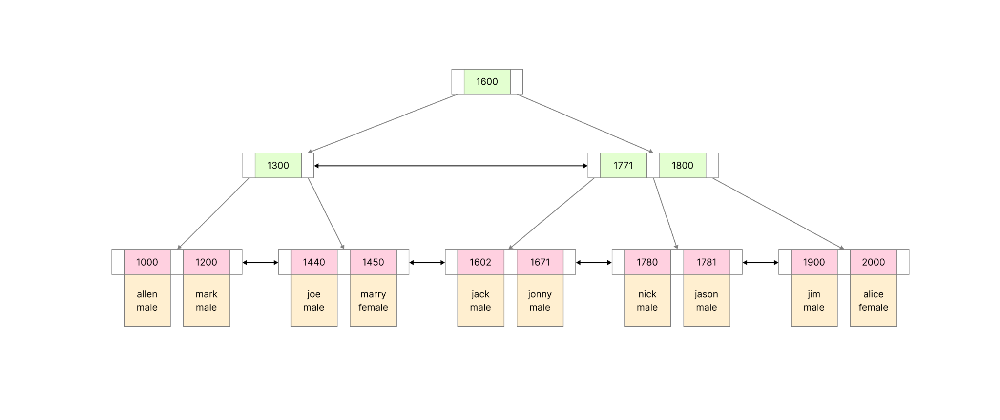 1600
1300
1771 1800
1000 1200 1440 1450 1602 1671 1780 1781 1900 2000
allen mark joe marry jack jonny nick jason jim alice
male male male female male male male male male female